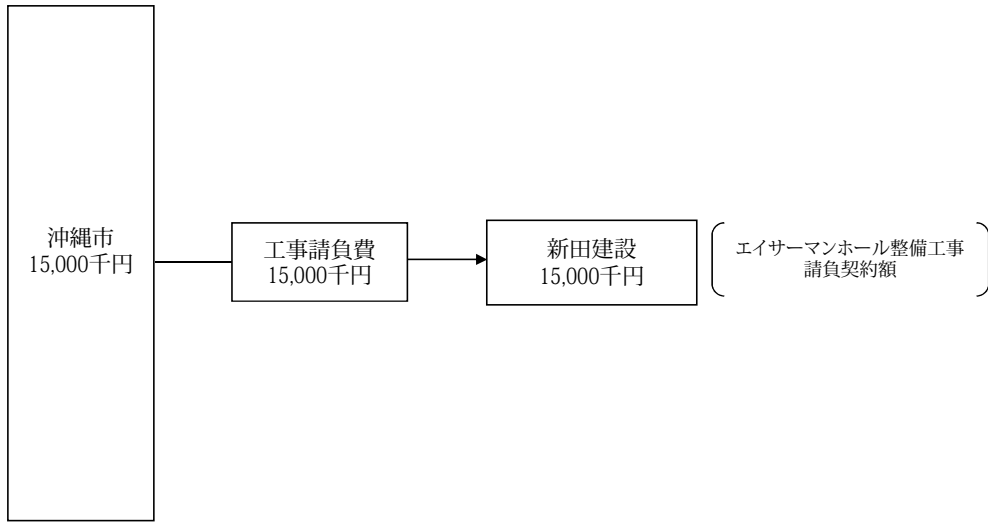 沖縄市
15,000千円
工事請負費
15,000千円
新田建設
15,000千円
エイサーマンホール整備工事
請負契約額